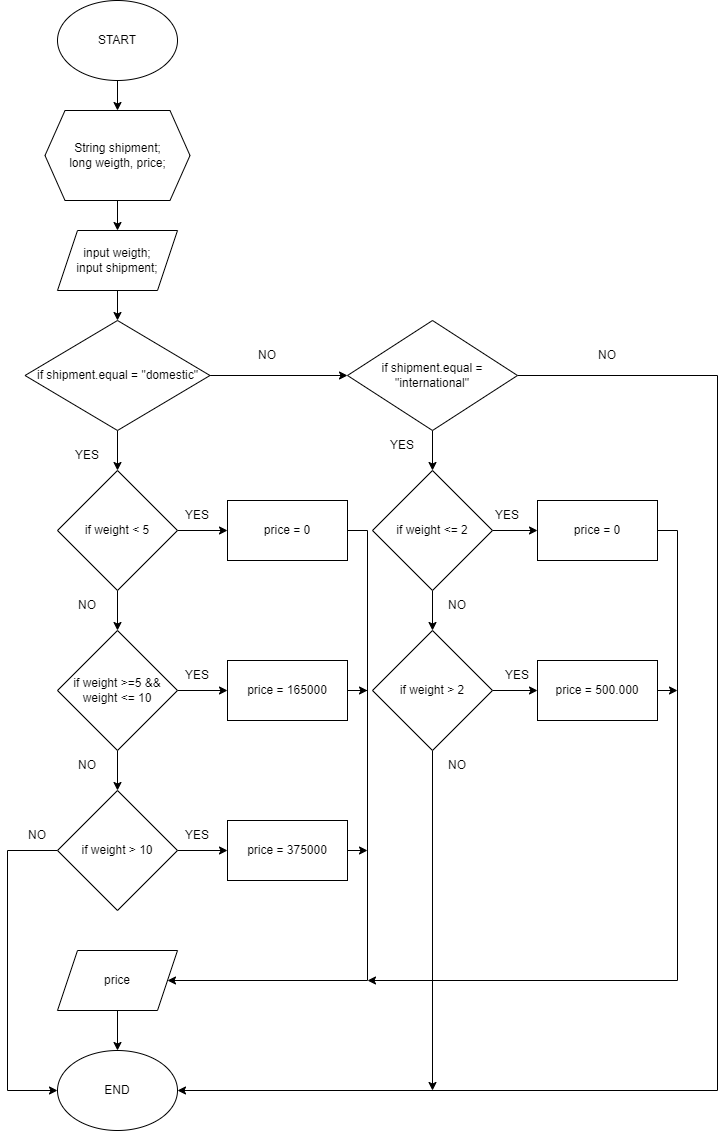 START
String shipment;
long weigth, price;
input weigth;
input shipment;
if shipment.equal = "domestic"
NO
if shipment.equal =
"international"
NO
YES
YES
if weight < 5
YES
price = 0
if weight <= 2
YES
price = 0
NO
NO
if weight >=5 &&
weight <= 10
YES
price = 165000
if weight > 2
YES
price = 500.000
NO
NO
NO
if weight > 10
YES
price = 375000
price
END